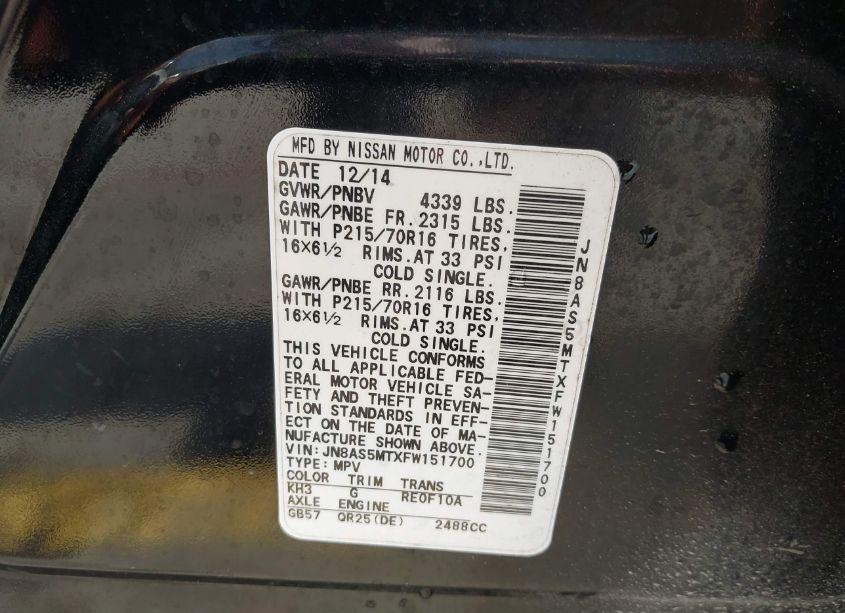 MFD BY NISSAN MOTOR CO.,LTD.
DATE 12/14
GVWR/PNBV 4339 LBS.
GAWR/PNBE FR. 2315 LBS.
WITH P215/70R16 TIRES,
16X6½ RIMS.AT 33 PSI
COLD SINGLE.
GAWR/PNBE RR. 2116 LBS.
WITH P215/70R16 TIRES,
16X6½ RIMS.AT 33 PSI
COLD SINGLE.
THIS VEHICLE CONFORMS
TO ALL APPLICABLE FED-
ERAL MOTOR VEHICLE SA-
FETY AND THEFT PREVEN-
TION STANDARDS IN EFF-
ECT ON THE DATE OF MA-
NUFACTURE SHOWN ABOVE.
VIN:JN8AS5MTXFW151700
TYPE:MPV
COLOR TRIM TRANS
KH3 G RE0F10A
AXLE ENGINE
GB57 QR25(DE) 2488CC
JN8AS5MTXFW151700